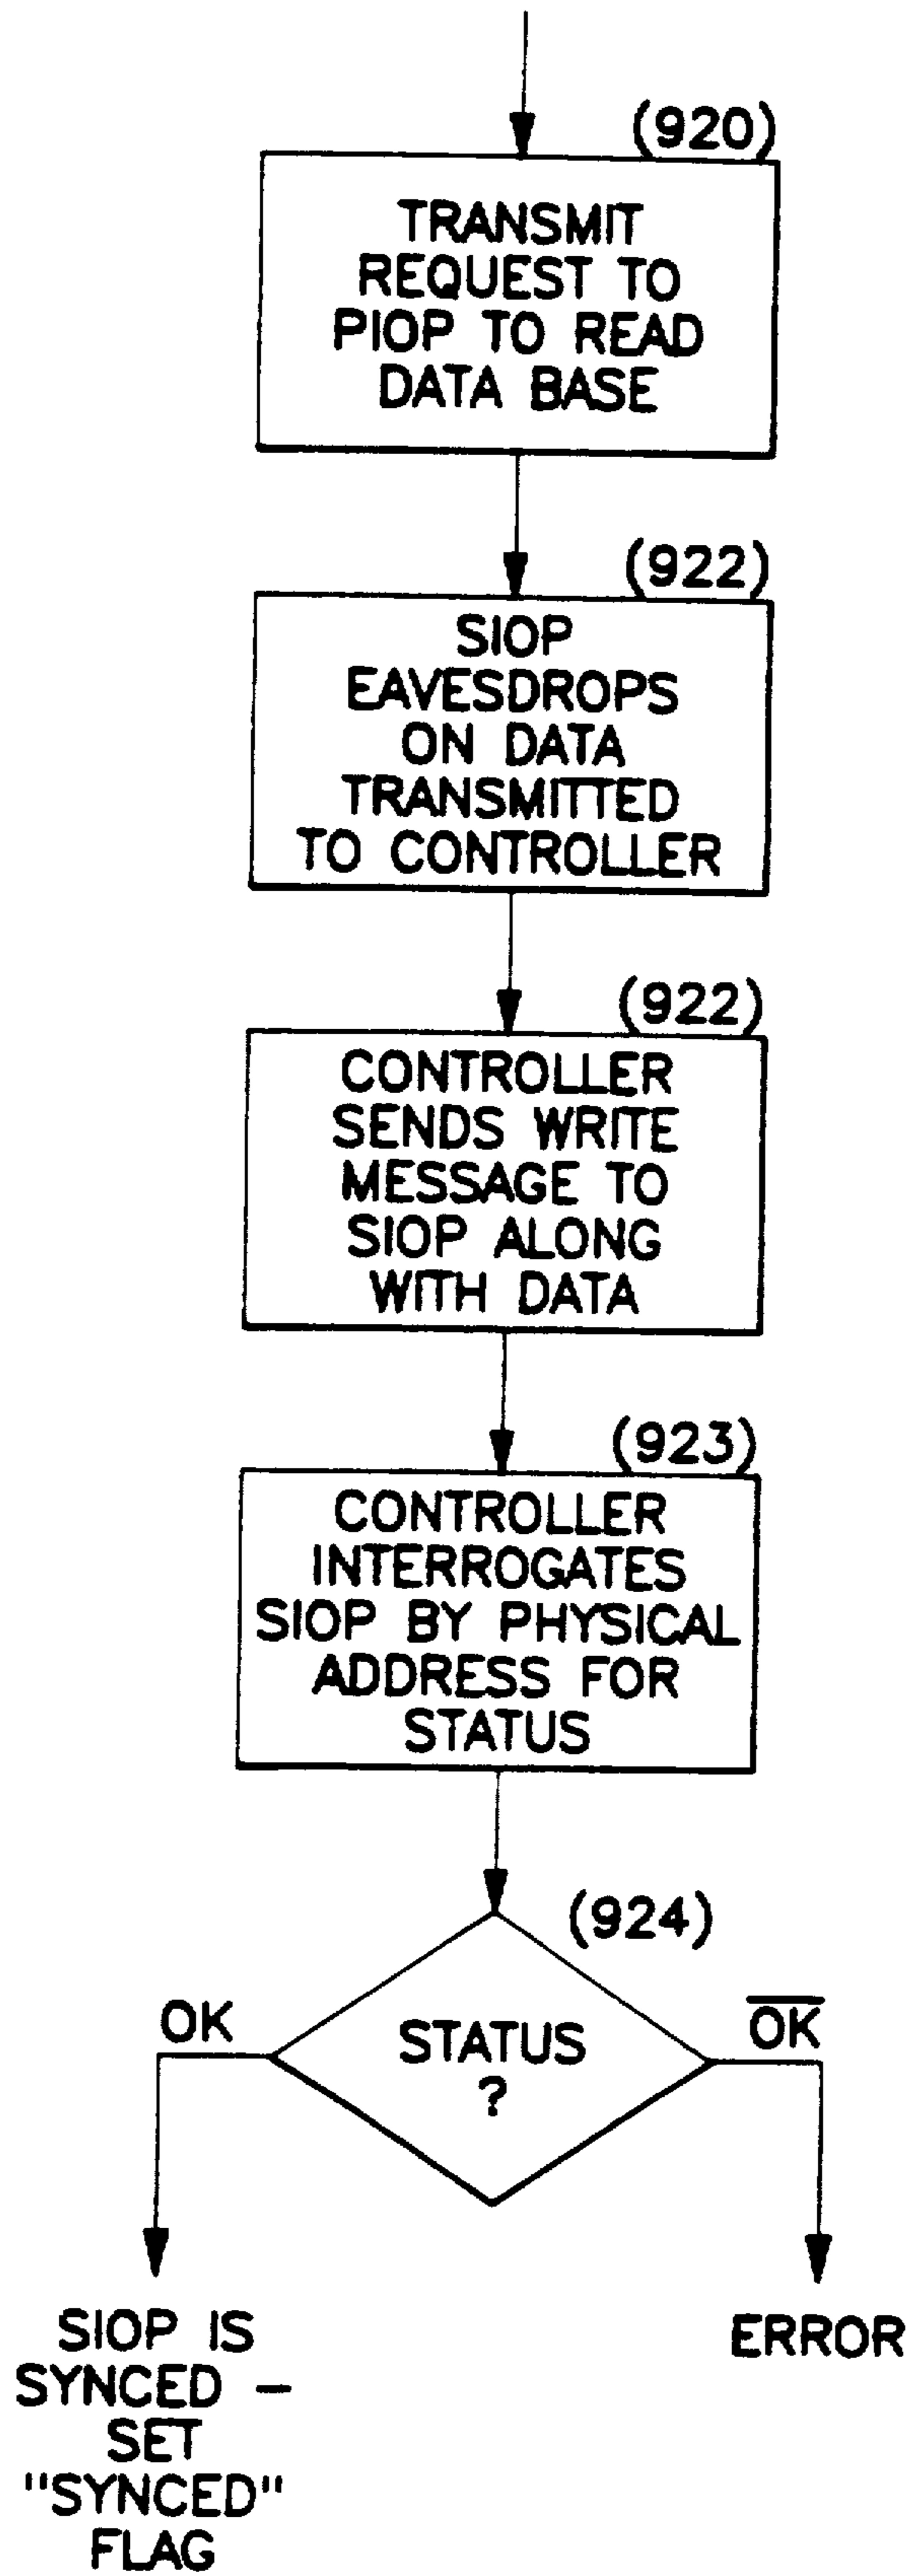 (920)
TRANSMIT
REQUEST TO
PIOP TO READ
DATA BASE
(922)
SIOP
EAVESDROPS
ON DATA
TRANSMITTED
TO CONTROLLER
(922)
CONTROLLER
SENDS WRITE
MESSAGE TO
SIOP ALONG
WITH DATA
(923)
CONTROLLER
INTERROGATES
SIOP BY PHYSICAL
ADDRESS FOR
STATUS
(924)
STATUS
?
OK
O̅K̅
SIOP IS
SYNCED –
SET
"SYNCED"
FLAG
ERROR